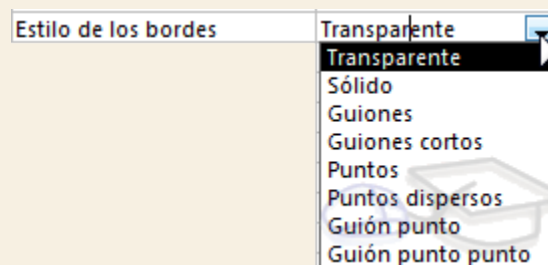 Estilo de los bordes Transparente
Transparente
Sólido
Guiones
Guiones cortos
Puntos
Puntos dispersos
Guión punto
Guión punto punto